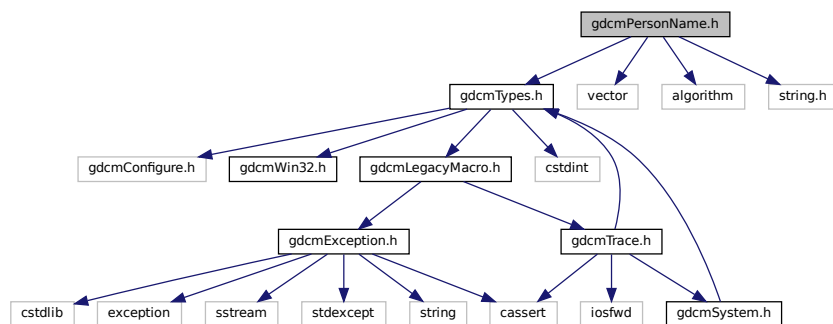 gdcmPersonName.h
gdcmTypes.h
vector
algorithm
string.h
gdcmConfigure.h
gdcmWin32.h
gdcmLegacyMacro.h
cstdint
gdcmException.h
gdcmTrace.h
cstdlib
exception
sstream
stdexcept
string
cassert
iosfwd
gdcmSystem.h